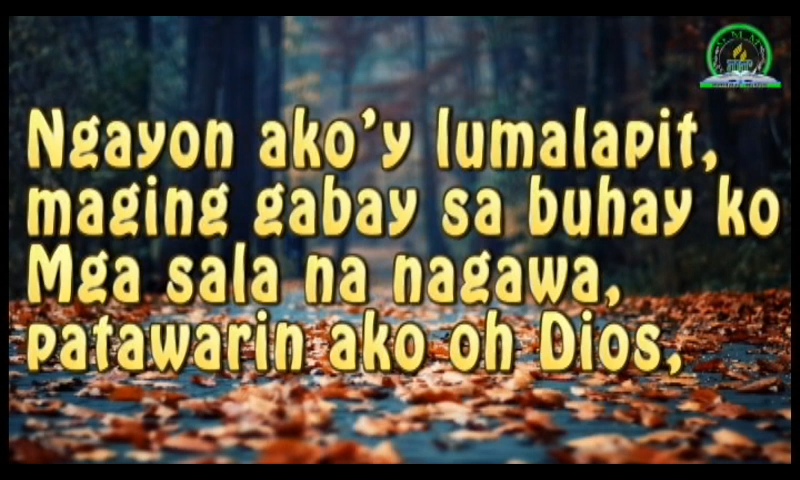 Ngayon ako'y lumalapit,
maging gabay sa buhay ko
Mga sala na nagawa,
patawarin ako oh Dios,